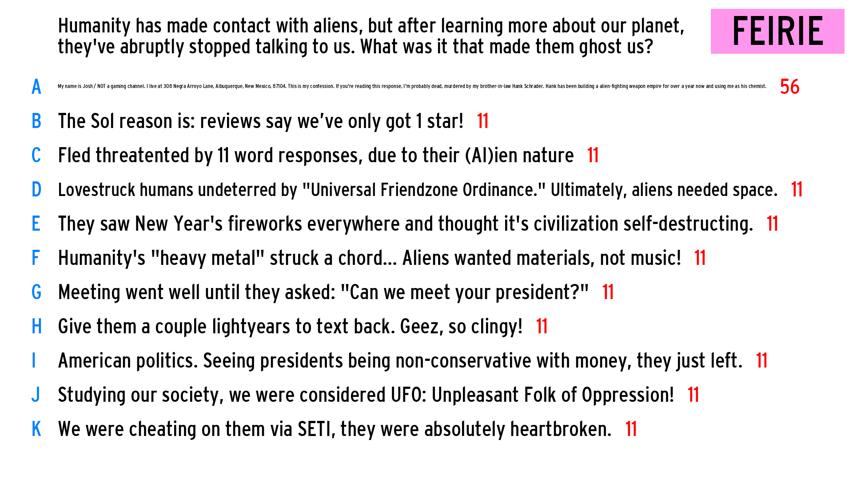 Humanity has made contact with aliens, but after learning more about our planet,
they've abruptly stopped talking to us. What was it that made them ghost us?
FEIRIE
A My name is Josh/ NOT a gaming channel. I live at 308 Negra Arroyo Lane, Albuquerque, New Mexico, 87104. This is my confession. If you're reading this response, I'm probably dead, murdered by my brother-in-law Hank Schrader. Hank has been building a alien-fighting weapon empire for over a year now and using me as his chemist. 56
B The Sol reason is: reviews say we've only got 1 star! 11
C Fled threatented by 11 word responses, due to their (AI)ien nature 11
D Lovestruck humans undeterred by "Universal Friendzone Ordinance." Ultimately, aliens needed space. 11
E They saw New Year's fireworks everywhere and thought it's civilization self-destructing. 11
F Humanity's "heavy metal" struck a chord... Aliens wanted materials, not music! 11
G Meeting went well until they asked: "Can we meet your president?" 11
H Give them a couple lightyears to text back. Geez, so clingy! 11
I American politics. Seeing presidents being non-conservative with money, they just left. 11
J Studying our society, we were considered UFO: Unpleasant Folk of Oppression! 11
K We were cheating on them via SETI, they were absolutely heartbroken. 11